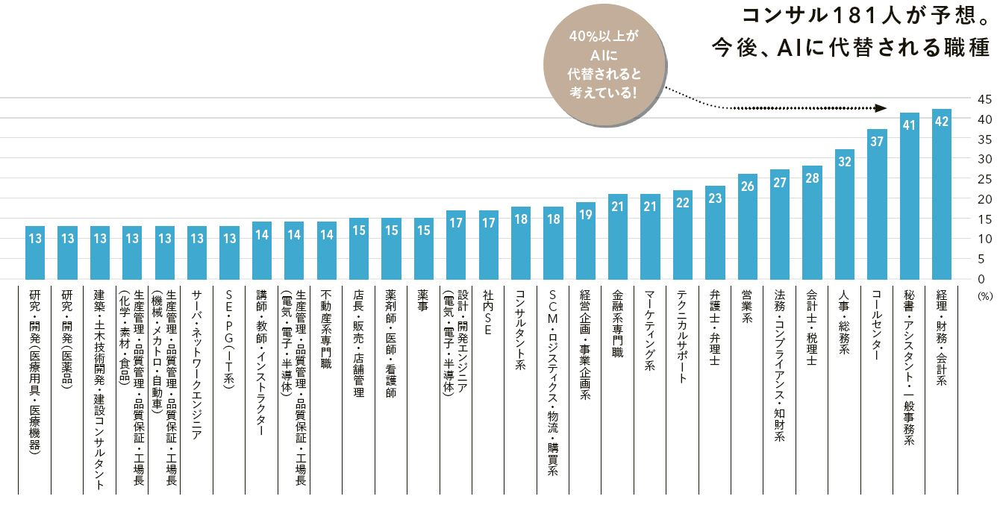 コンサル181人が予想。
今後、AIに代替される職種
40%以上が
AIに
代替されると
考えている!
45
40
35
30
25
20
15
10
5
0
(%)
42
41
37
32
28
27
26
23
22
21
21
19
18
18
17
17
15
15
15
14
14
14
13
13
13
13
13
13
13
経理・財務・会計系
秘書・アシスタント・一般事務系
コールセンター
人事・総務系
会計士・税理士
法務・コンプライアンス・知財系
営業系
弁護士・弁理士
テクニカルサポート
マーケティング系
金融系専門職
経営企画・事業企画系
SCM・ロジスティクス・物流・購買系
コンサルタント系
社内SE
設計・開発エンジニア
(電気・電子・半導体)
薬事
薬剤師・医師・看護師
店長・販売・店舗管理
不動産系専門職
生産管理・品質管理・品質保証・工場長
(電気・電子・半導体)
講師・教師・インストラクター
SE・PG(IT系)
サーバ・ネットワークエンジニア
生産管理・品質管理・品質保証・工場長
(機械・メカトロ・自動車)
生産管理・品質管理・品質保証・工場長
(化学・素材・食品)
建築・土木技術開発・建設コンサルタント
研究・開発(医薬品)
研究・開発(医療用具・医療機器)